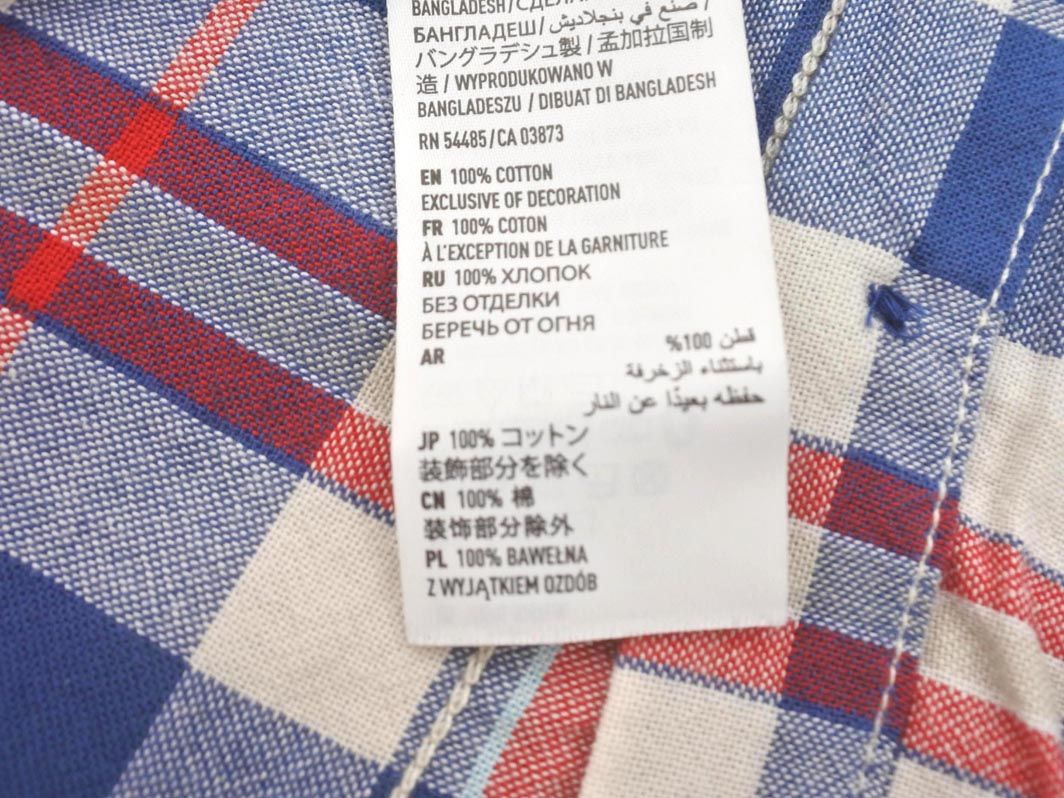 BANGLADESH/СДЕЛА
БАНГЛАДЕШ/صنع في بنجلاديش/
バングラデシュ製/孟加拉国制
造/WYPRODUKOWANO W
BANGLADESZU/DIBUAT DI BANGLADESH
RN 54485/CA 03873
EN 100% COTTON
EXCLUSIVE OF DECORATION
FR 100% COTON
À L'EXCEPTION DE LA GARNITURE
RU 100% ХЛОПОК
БЕЗ ОТДЕЛКИ
БЕРЕЧЬ ОТ ОГНЯ
AR
قطن 100%
باستثناء الزخرفة
حفظه بعيدًا عن النار
JP 100% コットン
装飾部分を除く
CN 100% 棉
装饰部分除外
PL 100% BAWEŁNA
Z WYJĄTKIEM OZDÓB